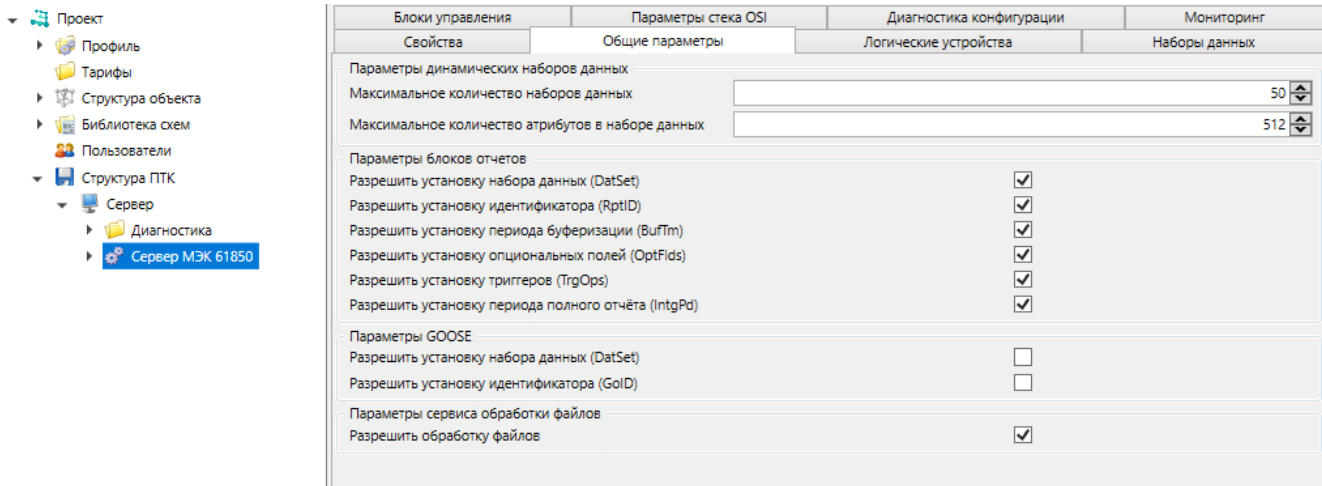 Проект
Профиль
Тарифы
Структура объекта
Библиотека схем
Пользователи
Структура ПТК
Сервер
Диагностика
Сервер МЭК 61850
Блоки управления
Параметры стека OSI
Диагностика конфигурации
Мониторинг
Свойства
Общие параметры
Логические устройства
Наборы данных
Параметры динамических наборов данных
Максимальное количество наборов данных 50
Максимальное количество атрибутов в наборе данных 512
Параметры блоков отчетов
Разрешить установку набора данных (DatSet)
Разрешить установку идентификатора (RptID)
Разрешить установку периода буферизации (BufTm)
Разрешить установку опциональных полей (OptFlds)
Разрешить установку триггеров (TrgOps)
Разрешить установку периода полного отчёта (IntgPd)
Параметры GOOSE
Разрешить установку набора данных (DatSet)
Разрешить установку идентификатора (GoID)
Параметры сервиса обработки файлов
Разрешить обработку файлов